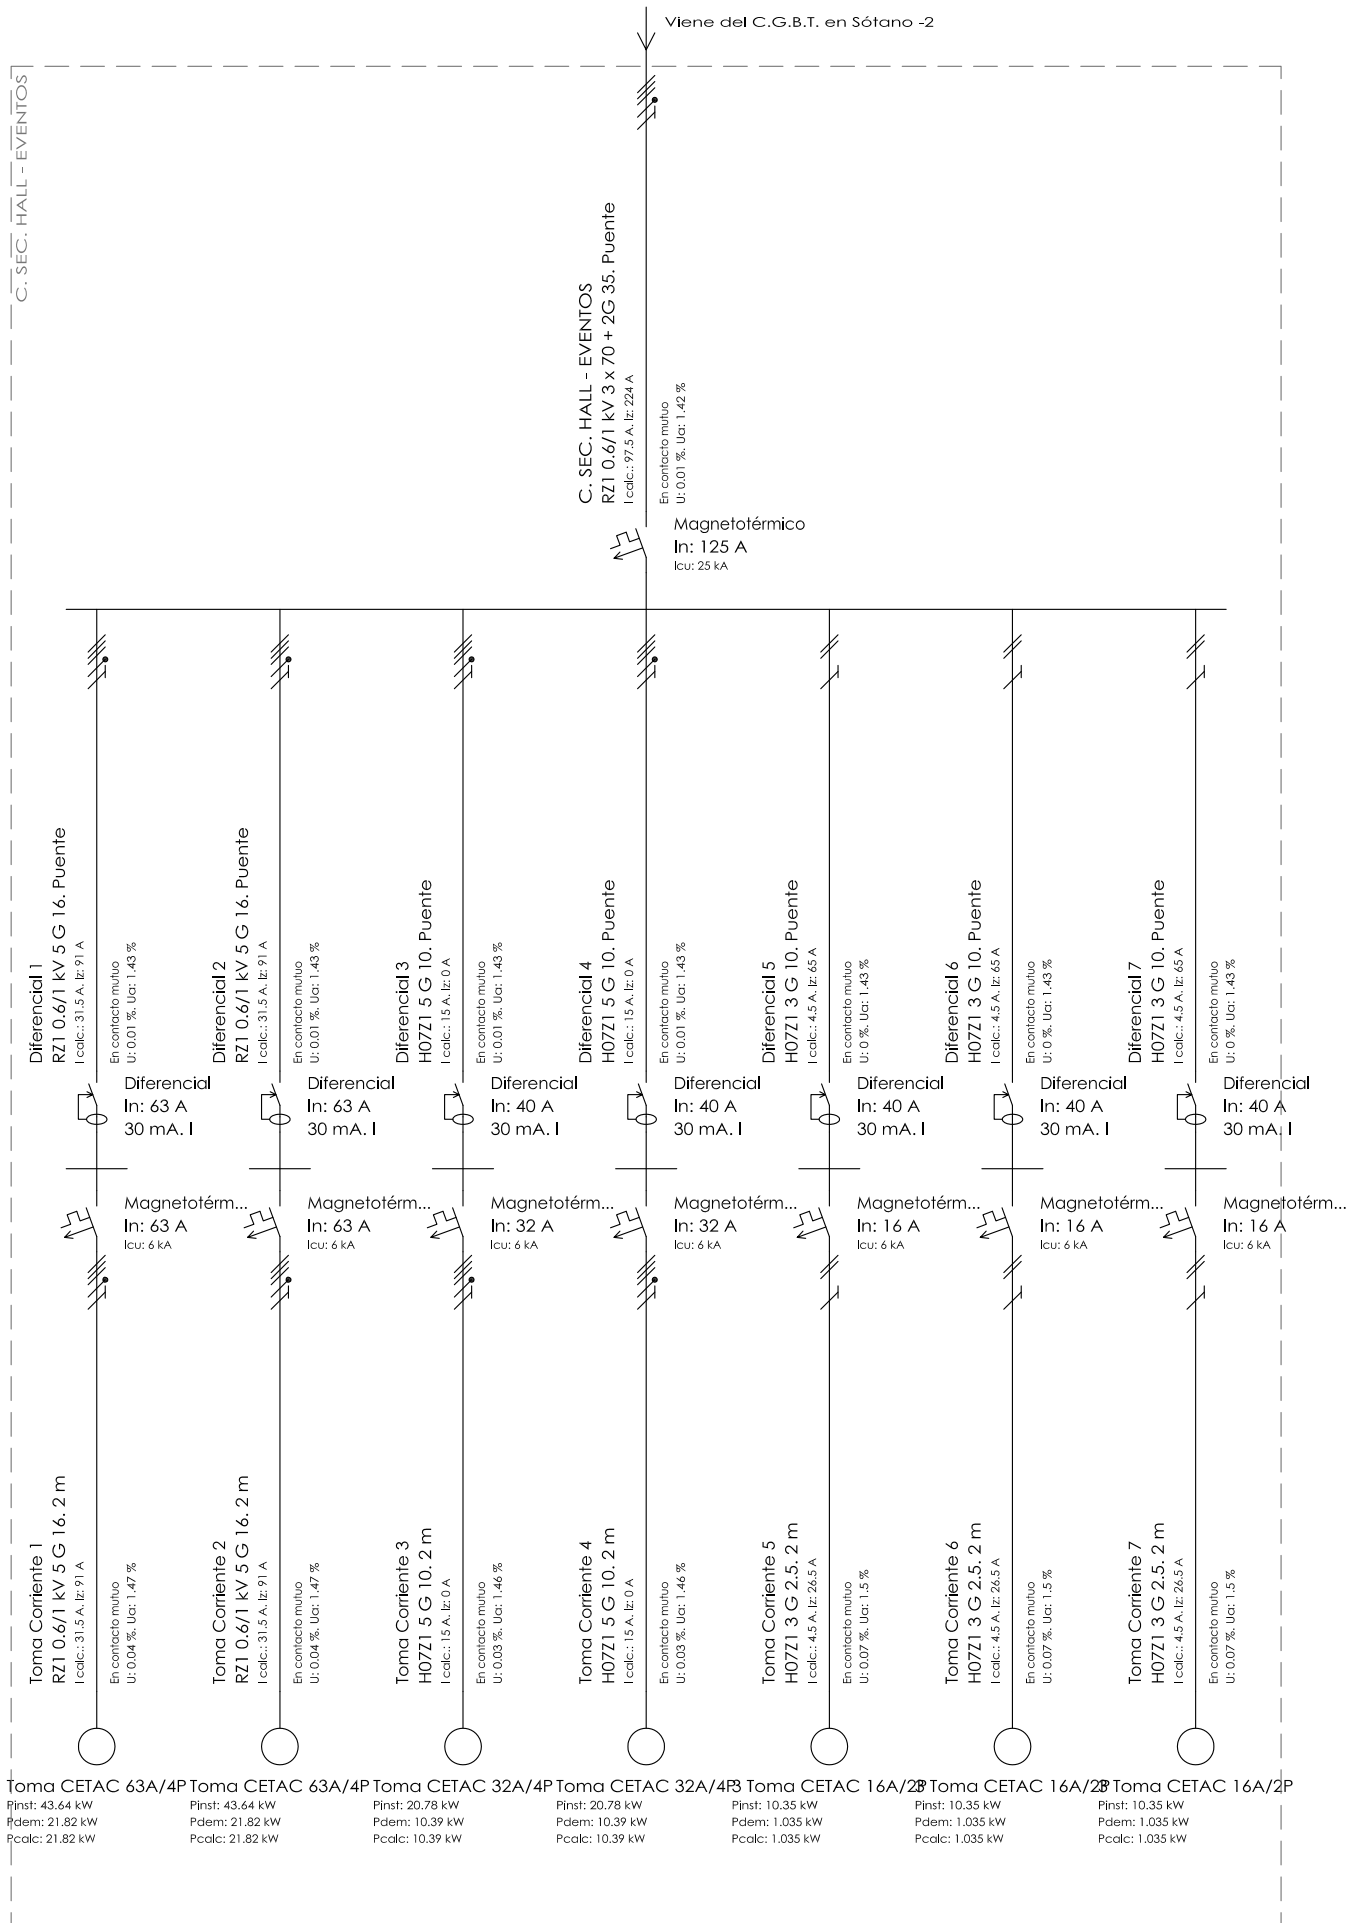 Viene del C.G.B.T. en Sótano -2
C. SEC. HALL - EVENTOS
C. SEC. HALL - EVENTOS
RZ1 0.6/1 kV 3 x 70 + 2G 35. Puente
I calc.: 97.5 A. Iz: 224 A
En contacto mutuo
U: 0.01 %. Ua: 1.42 %
Magnetotérmico
In: 125 A
Icu: 25 kA
Diferencial 1
RZ1 0.6/1 kV 5 G 16. Puente
I calc.: 31.5 A. Iz: 91 A
En contacto mutuo
U: 0.01 %. Ua: 1.43 %
Diferencial 2
RZ1 0.6/1 kV 5 G 16. Puente
I calc.: 31.5 A. Iz: 91 A
En contacto mutuo
U: 0.01 %. Ua: 1.43 %
Diferencial 3
H07Z1 5 G 10. Puente
I calc.: 15 A. Iz: 0 A
En contacto mutuo
U: 0.01 %. Ua: 1.43 %
Diferencial 4
H07Z1 5 G 10. Puente
I calc.: 15 A. Iz: 0 A
En contacto mutuo
U: 0.01 %. Ua: 1.43 %
Diferencial 5
H07Z1 3 G 10. Puente
I calc.: 4.5 A. Iz: 65 A
En contacto mutuo
U: 0 %. Ua: 1.43 %
Diferencial 6
H07Z1 3 G 10. Puente
I calc.: 4.5 A. Iz: 65 A
En contacto mutuo
U: 0 %. Ua: 1.43 %
Diferencial 7
H07Z1 3 G 10. Puente
I calc.: 4.5 A. Iz: 65 A
En contacto mutuo
U: 0 %. Ua: 1.43 %
Diferencial
In: 63 A
30 mA. I
Diferencial
In: 63 A
30 mA. I
Diferencial
In: 40 A
30 mA. I
Diferencial
In: 40 A
30 mA. I
Diferencial
In: 40 A
30 mA. I
Diferencial
In: 40 A
30 mA. I
Diferencial
In: 40 A
30 mA. I
Magnetotérm...
In: 63 A
Icu: 6 kA
Magnetotérm...
In: 63 A
Icu: 6 kA
Magnetotérm...
In: 32 A
Icu: 6 kA
Magnetotérm...
In: 32 A
Icu: 6 kA
Magnetotérm...
In: 16 A
Icu: 6 kA
Magnetotérm...
In: 16 A
Icu: 6 kA
Magnetotérm...
In: 16 A
Icu: 6 kA
Toma Corriente 1
RZ1 0.6/1 kV 5 G 16. 2 m
I calc.: 31.5 A. Iz: 91 A
En contacto mutuo
U: 0.04 %. Ua: 1.47 %
Toma Corriente 2
RZ1 0.6/1 kV 5 G 16. 2 m
I calc.: 31.5 A. Iz: 91 A
En contacto mutuo
U: 0.04 %. Ua: 1.47 %
Toma Corriente 3
H07Z1 5 G 10. 2 m
I calc.: 15 A. Iz: 0 A
En contacto mutuo
U: 0.03 %. Ua: 1.46 %
Toma Corriente 4
H07Z1 5 G 10. 2 m
I calc.: 15 A. Iz: 0 A
En contacto mutuo
U: 0.03 %. Ua: 1.46 %
Toma Corriente 5
H07Z1 3 G 2.5. 2 m
I calc.: 4.5 A. Iz: 26.5 A
En contacto mutuo
U: 0.07 %. Ua: 1.5 %
Toma Corriente 6
H07Z1 3 G 2.5. 2 m
I calc.: 4.5 A. Iz: 26.5 A
En contacto mutuo
U: 0.07 %. Ua: 1.5 %
Toma Corriente 7
H07Z1 3 G 2.5. 2 m
I calc.: 4.5 A. Iz: 26.5 A
En contacto mutuo
U: 0.07 %. Ua: 1.5 %
Toma CETAC 63A/4P
Pinst: 43.64 kW
Pdem: 21.82 kW
Pcalc: 21.82 kW
Toma CETAC 63A/4P
Pinst: 43.64 kW
Pdem: 21.82 kW
Pcalc: 21.82 kW
Toma CETAC 32A/4P
Pinst: 20.78 kW
Pdem: 10.39 kW
Pcalc: 10.39 kW
Toma CETAC 32A/4P
Pinst: 20.78 kW
Pdem: 10.39 kW
Pcalc: 10.39 kW
3 Toma CETAC 16A/2P
Pinst: 10.35 kW
Pdem: 1.035 kW
Pcalc: 1.035 kW
3 Toma CETAC 16A/2P
Pinst: 10.35 kW
Pdem: 1.035 kW
Pcalc: 1.035 kW
3 Toma CETAC 16A/2P
Pinst: 10.35 kW
Pdem: 1.035 kW
Pcalc: 1.035 kW